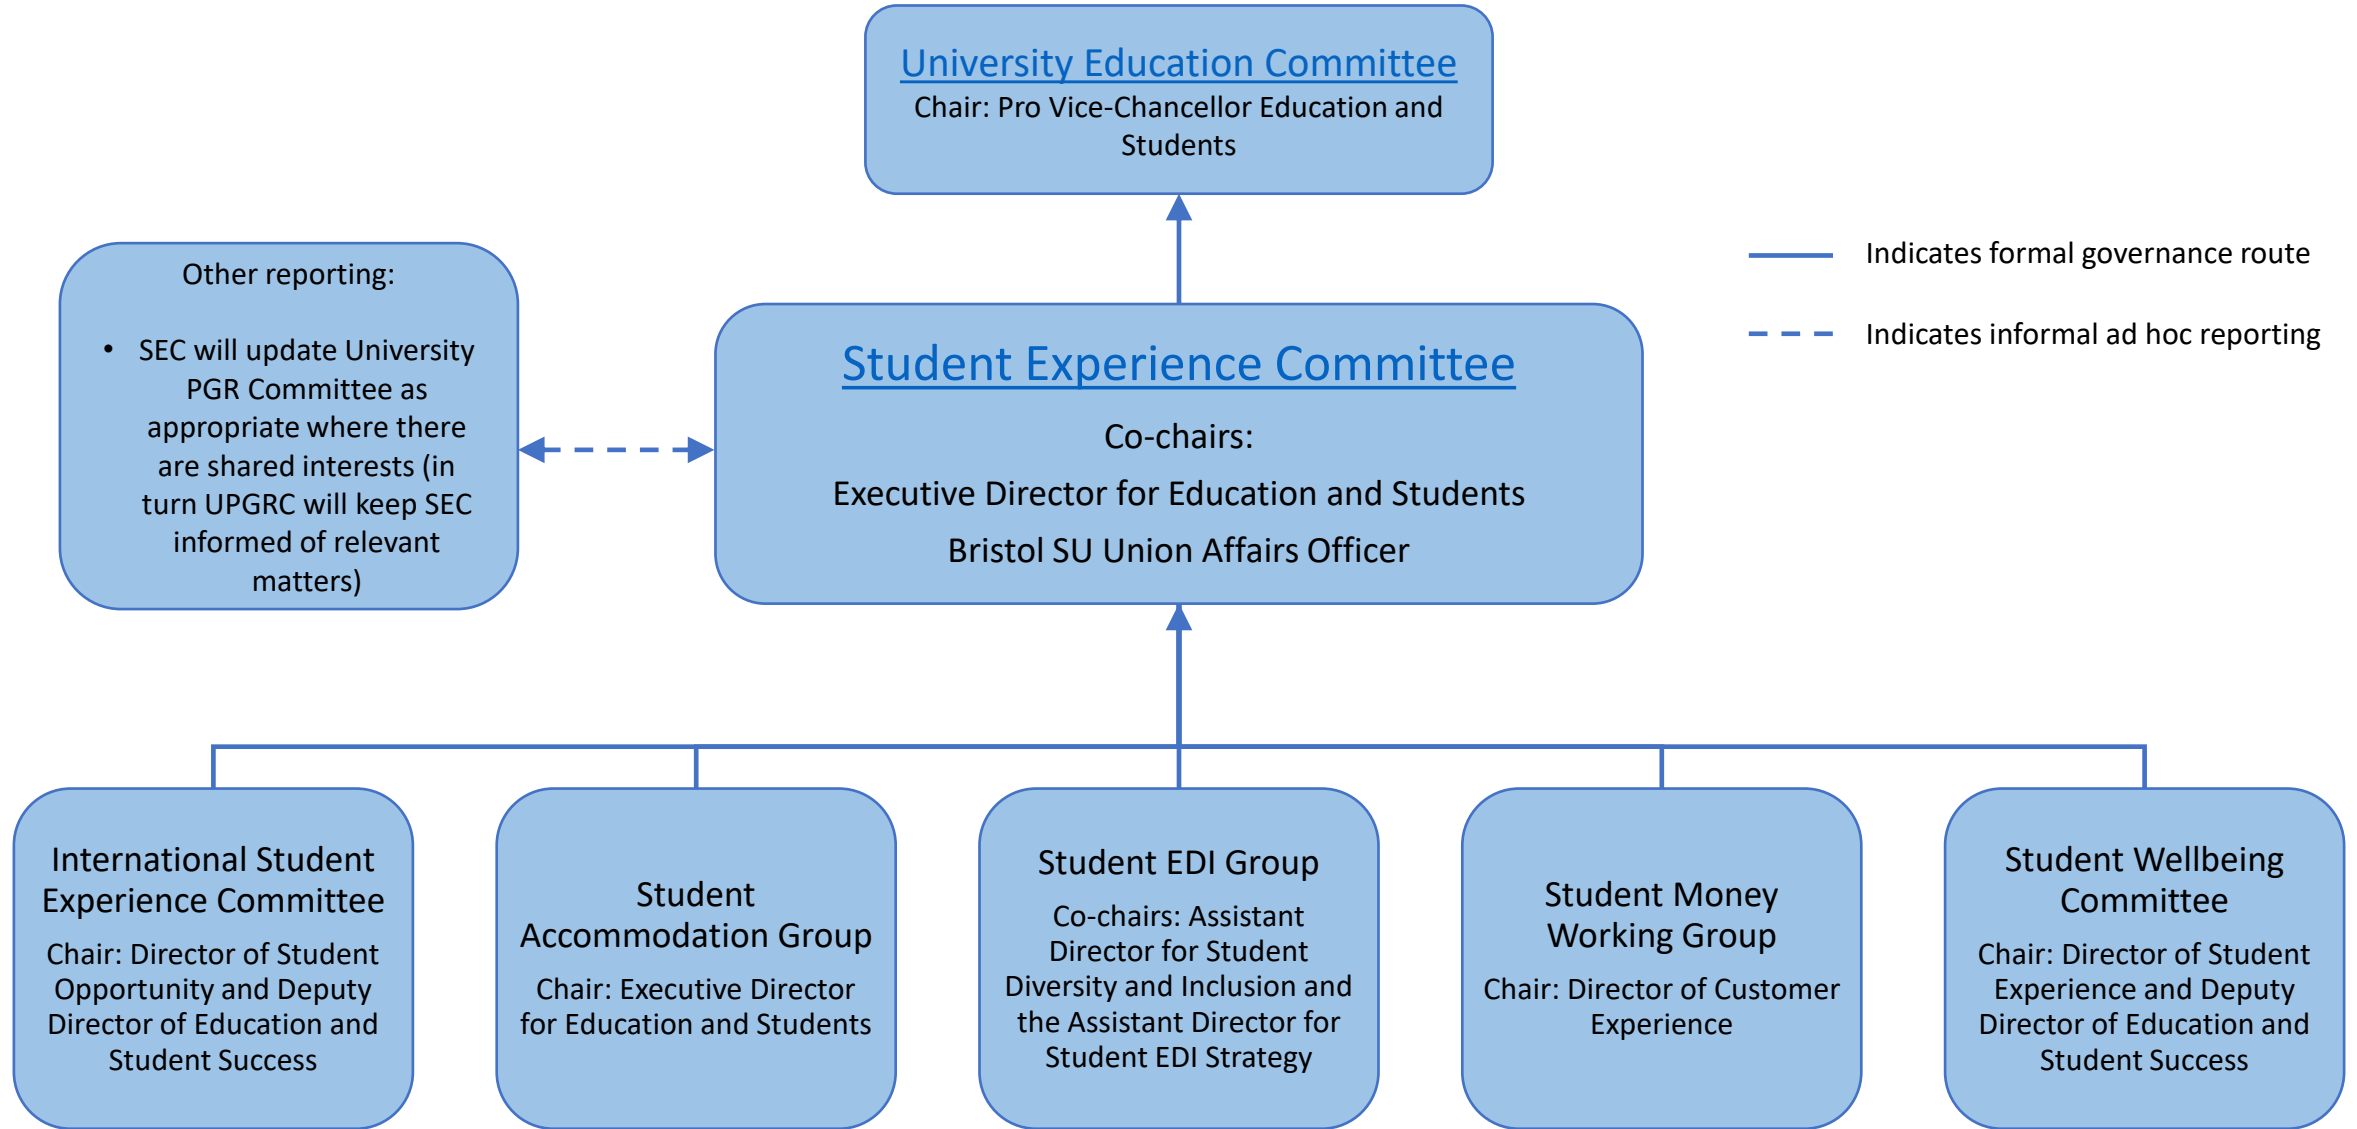 University Education Committee
Chair: Pro Vice-Chancellor Education and
Students
Other reporting:
• SEC will update University
PGR Committee as
appropriate where there
are shared interests (in
turn UPGRC will keep SEC
informed of relevant
matters)
Student Experience Committee
Co-chairs:
Executive Director for Education and Students
Bristol SU Union Affairs Officer
Indicates formal governance route
Indicates informal ad hoc reporting
International Student
Experience Committee
Chair: Director of Student
Opportunity and Deputy
Director of Education and
Student Success
Student
Accommodation Group
Chair: Executive Director
for Education and Students
Student EDI Group
Co-chairs: Assistant
Director for Student
Diversity and Inclusion and
the Assistant Director for
Student EDI Strategy
Student Money
Working Group
Chair: Director of Customer
Experience
Student Wellbeing
Committee
Chair: Director of Student
Experience and Deputy
Director of Education and
Student Success